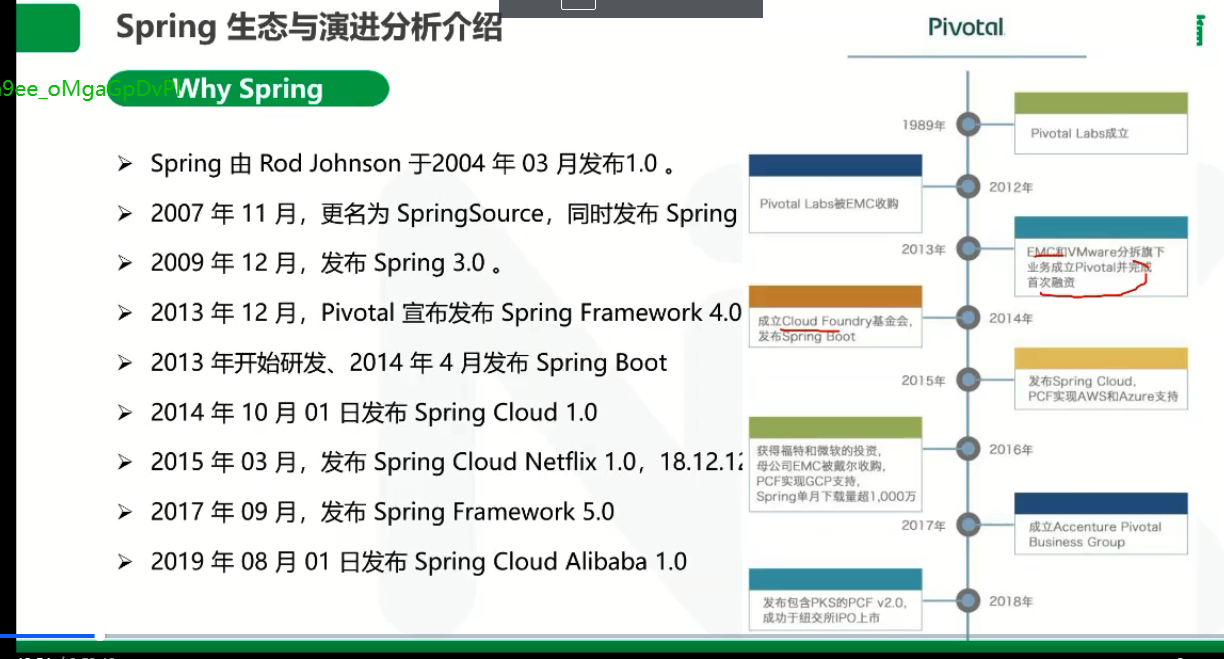 Spring 生态与演进分析介绍
Why Spring
Spring 由 Rod Johnson 于2004 年 03 月发布1.0 。
2007 年 11 月，更名为 SpringSource，同时发布 Spring
2009 年 12 月，发布 Spring 3.0 。
2013 年 12 月，Pivotal 宣布发布 Spring Framework 4.0
2013 年开始研发、2014 年 4 月发布 Spring Boot
2014 年 10 月 01 日发布 Spring Cloud 1.0
2015 年 03 月，发布 Spring Cloud Netflix 1.0，18.12.12
2017 年 09 月，发布 Spring Framework 5.0
2019 年 08 月 01 日发布 Spring Cloud Alibaba 1.0
Pivotal
1989年
Pivotal Labs成立
2012年
Pivotal Labs被EMC收购
2013年
EMC和VMware分拆旗下
业务成立Pivotal并完成
首次融资
2014年
成立Cloud Foundry基金会，
发布Spring Boot
2015年
发布Spring Cloud，
PCF实现AWS和Azure支持
2016年
获得福特和微软的投资，
母公司EMC被戴尔收购，
PCF实现GCP支持，
Spring单月下载量超1,000万
2017年
成立Accenture Pivotal
Business Group
2018年
发布包含PKS的PCF v2.0，
成功于纽交所IPO上市